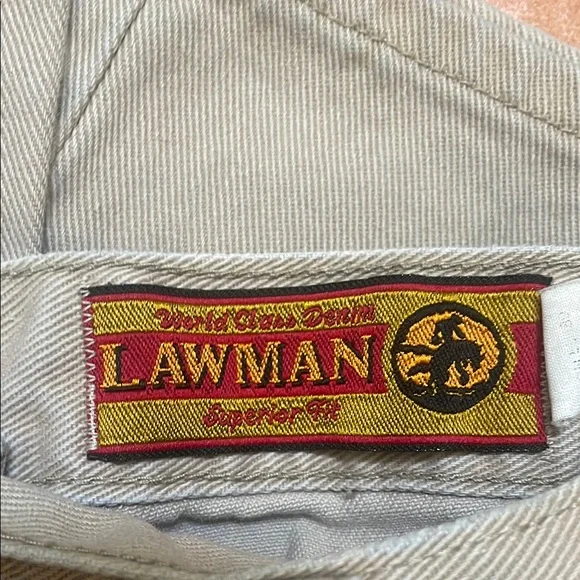 World Class Denim
LAWMAN
Superior Fit